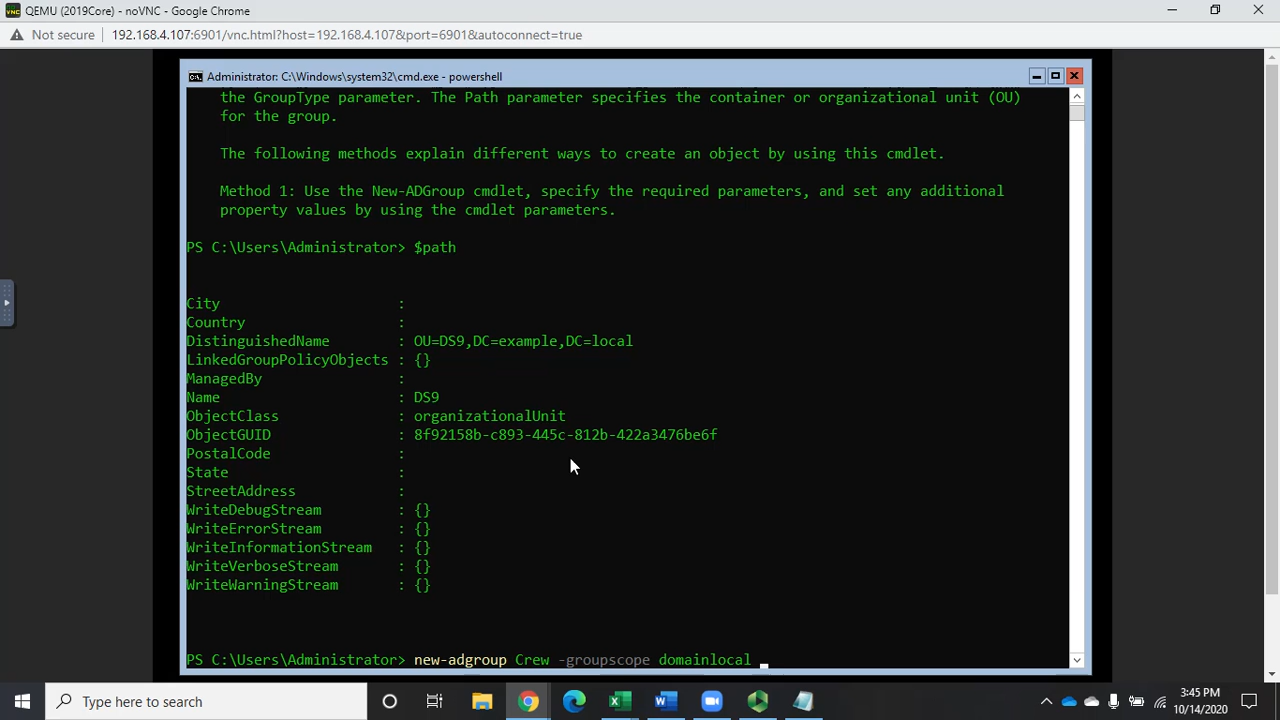 QEMU (2019Core) - noVNC - Google Chrome
Not secure 192.168.4.107:6901/vnc.html?host=192.168.4.107&port=6901&autoconnect=true
Administrator: C:\Windows\system32\cmd.exe - powershell
the GroupType parameter. The Path parameter specifies the container or organizational unit (OU)
for the group.
The following methods explain different ways to create an object by using this cmdlet.
Method 1: Use the New-ADGroup cmdlet, specify the required parameters, and set any additional
property values by using the cmdlet parameters.
PS C:\Users\Administrator> $path
City :
Country :
DistinguishedName : OU=DS9,DC=example,DC=local
LinkedGroupPolicyObjects : {}
ManagedBy :
Name : DS9
ObjectClass : organizationalUnit
ObjectGUID : 8f92158b-c893-445c-812b-422a3476be6f
PostalCode :
State :
StreetAddress :
WriteDebugStream : {}
WriteErrorStream : {}
WriteInformationStream : {}
WriteVerboseStream : {}
WriteWarningStream : {}
PS C:\Users\Administrator> new-adgroup Crew -groupscope domainlocal _
Type here to search
3:45 PM
10/14/2020